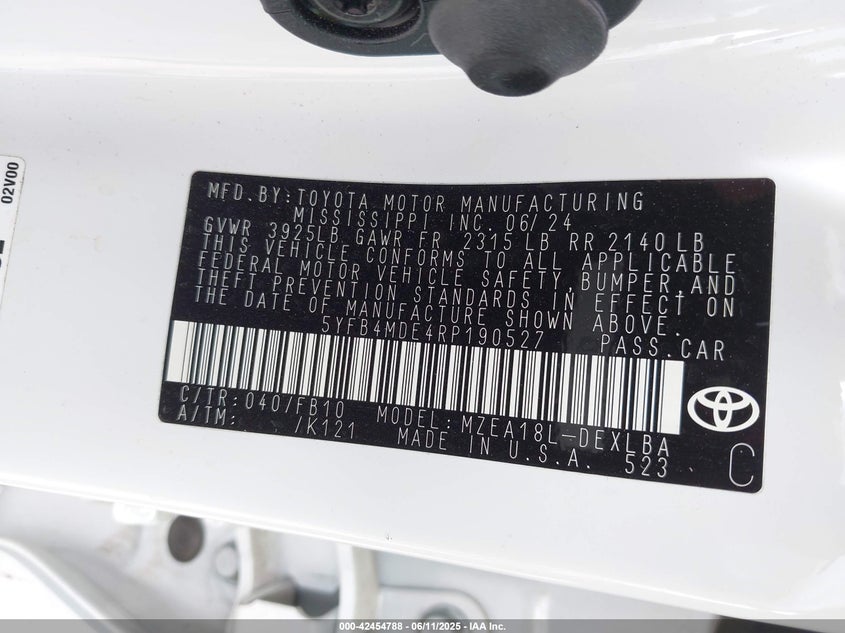 02V00
MFD.BY:TOYOTA MOTOR MANUFACTURING
MISSISSIPPI INC. 06/24
GVWR 3925LB GAWR FR 2315 LB RR 2140LB
THIS VEHICLE CONFORMS TO ALL APPLICABLE
FEDERAL MOTOR VEHICLE SAFETY, BUMPER, AND
THEFT PREVENTION STANDARDS IN EFFECT ON
THE DATE OF MANUFACTURE SHOWN ABOVE.
5YFB4MDE4RP190527 PASS.CAR
C/TR: 040/FB10 MODEL: MZEA18L-DEXLBA
A/TM: /K121 MADE IN U.S.A. 523
C
000-42454788 - 06/11/2025 - IAA, Inc.